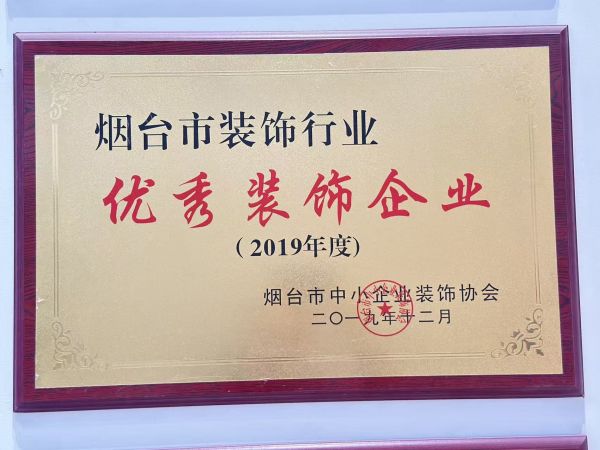 烟台市装饰行业
优秀装饰企业
(2019年度)
烟台市中小企业装饰协会
二〇一九年十二月